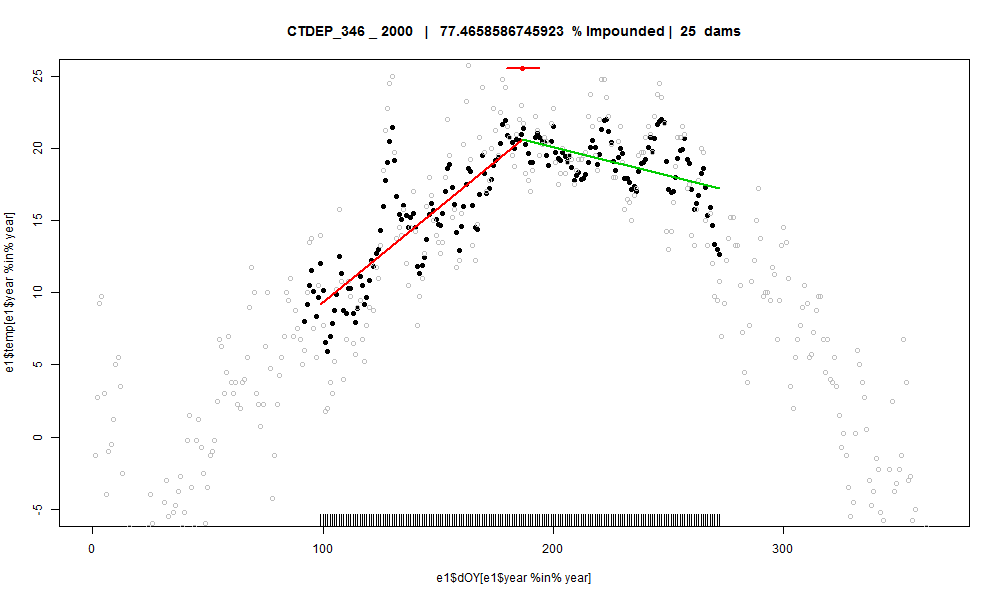 CTDEP_346 _ 2000 | 77.4658586745923 % Impounded | 25 dams
e1$temp[e1$year %in% year]
25
20
15
10
5
0
-5
0 100 200 300
e1$dOY[e1$year %in% year]